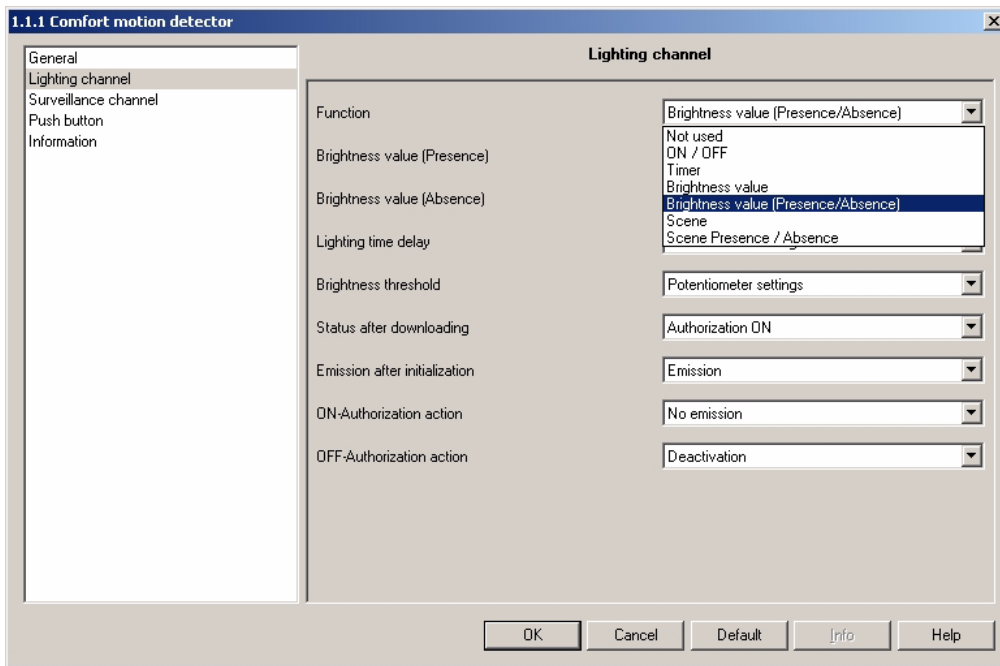 1.1.1 Comfort motion detector
General
Lighting channel
Surveillance channel
Push button
Information
Lighting channel
Function
Brightness value (Presence/Absence)
Not used
ON / OFF
Timer
Brightness value
Brightness value (Presence/Absence)
Scene
Scene Presence / Absence
Brightness value (Presence)
Brightness value (Absence)
Lighting time delay
Brightness threshold
Potentiometer settings
Status after downloading
Authorization ON
Emission after initialization
Emission
ON-Authorization action
No emission
OFF-Authorization action
Deactivation
OK
Cancel
Default
Info
Help